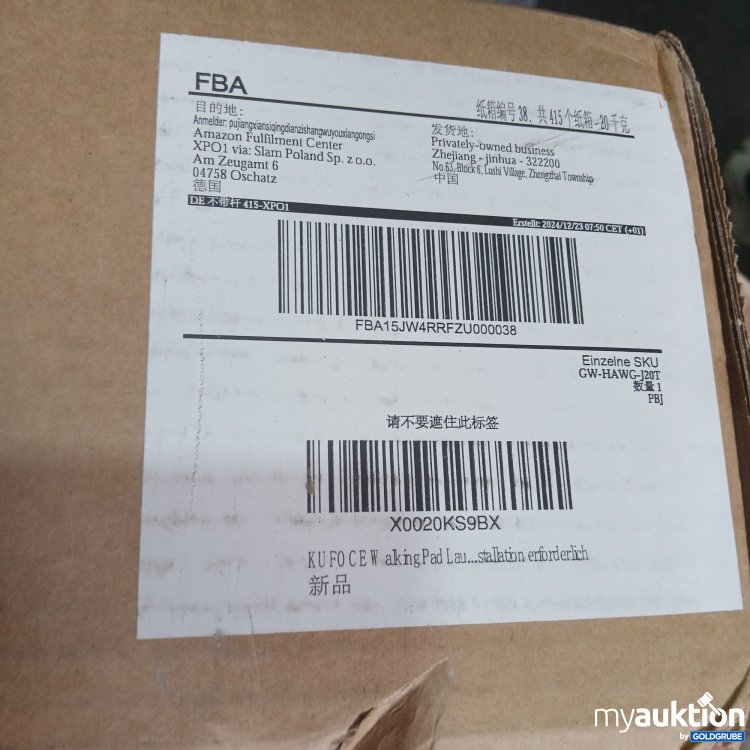 FBA
纸箱编号 38, 共 415 个纸箱 – 20 千克
目的地:
Anmelder: pujiangxiansiqingdianzishangwuyouxiangongsi
Amazon Fulfilment Center
XPO1 via: Slam Poland Sp. z o.o.
Am Zeugamt 6
04758 Oschatz
德国
发货地:
Privately-owned business
Zhejiang - jinhua - 322200
No.63, Block 6, Lushi Village, Zhengzhai Township
中国
DE 不带杆 415-XPO1
Erstellt: 2024/12/23 07:50 CET (+01)
FBA15JW4RRFZU000038
Einzelne SKU
GW-HAWG-J20T
数量 1
PBJ
请不要遮住此标签
X0020KS9BX
KUFOCE Walking Pad Lau...stallation erforderlich
新品
myauktion
by GOLDGRUBE